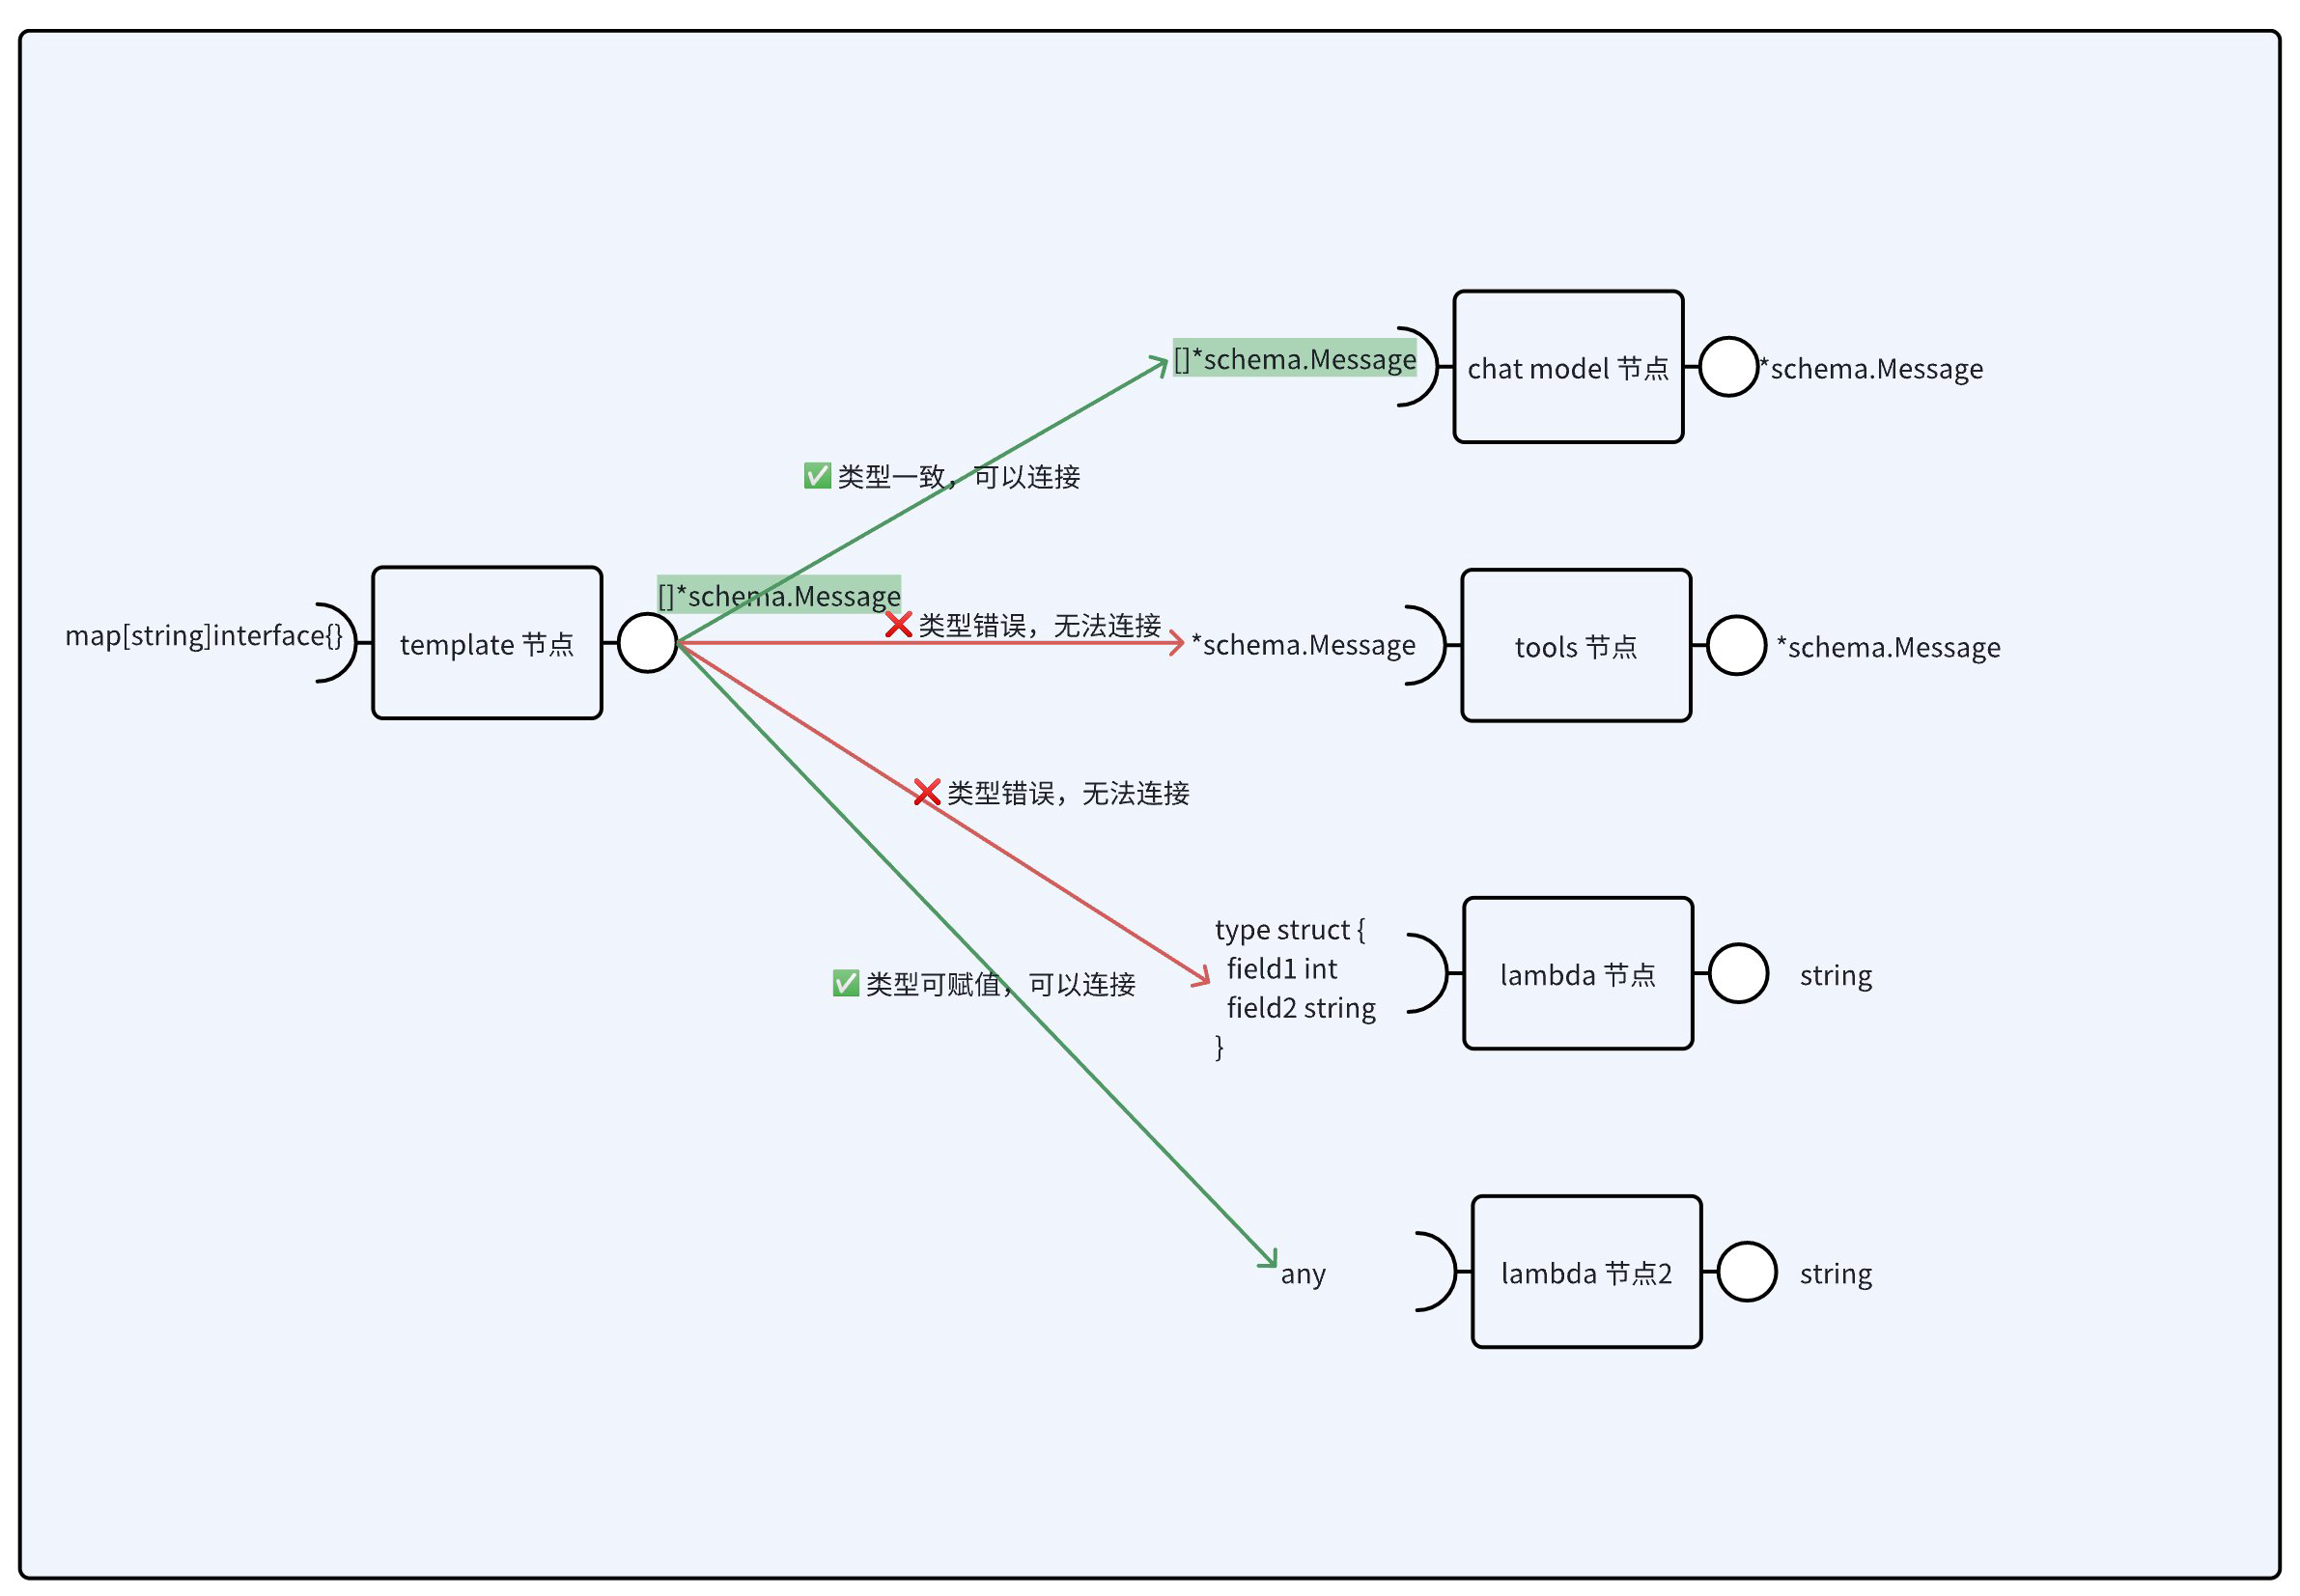 []*schema.Message
chat model 节点
*schema.Message
✅ 类型一致，可以连接
[]*schema.Message
❌ 类型错误，无法连接
map[string]interface{}
template 节点
*schema.Message
tools 节点
*schema.Message
❌ 类型错误，无法连接
type struct {
  field1 int
  field2 string
}
lambda 节点
string
✅ 类型可赋值，可以连接
any
lambda 节点2
string